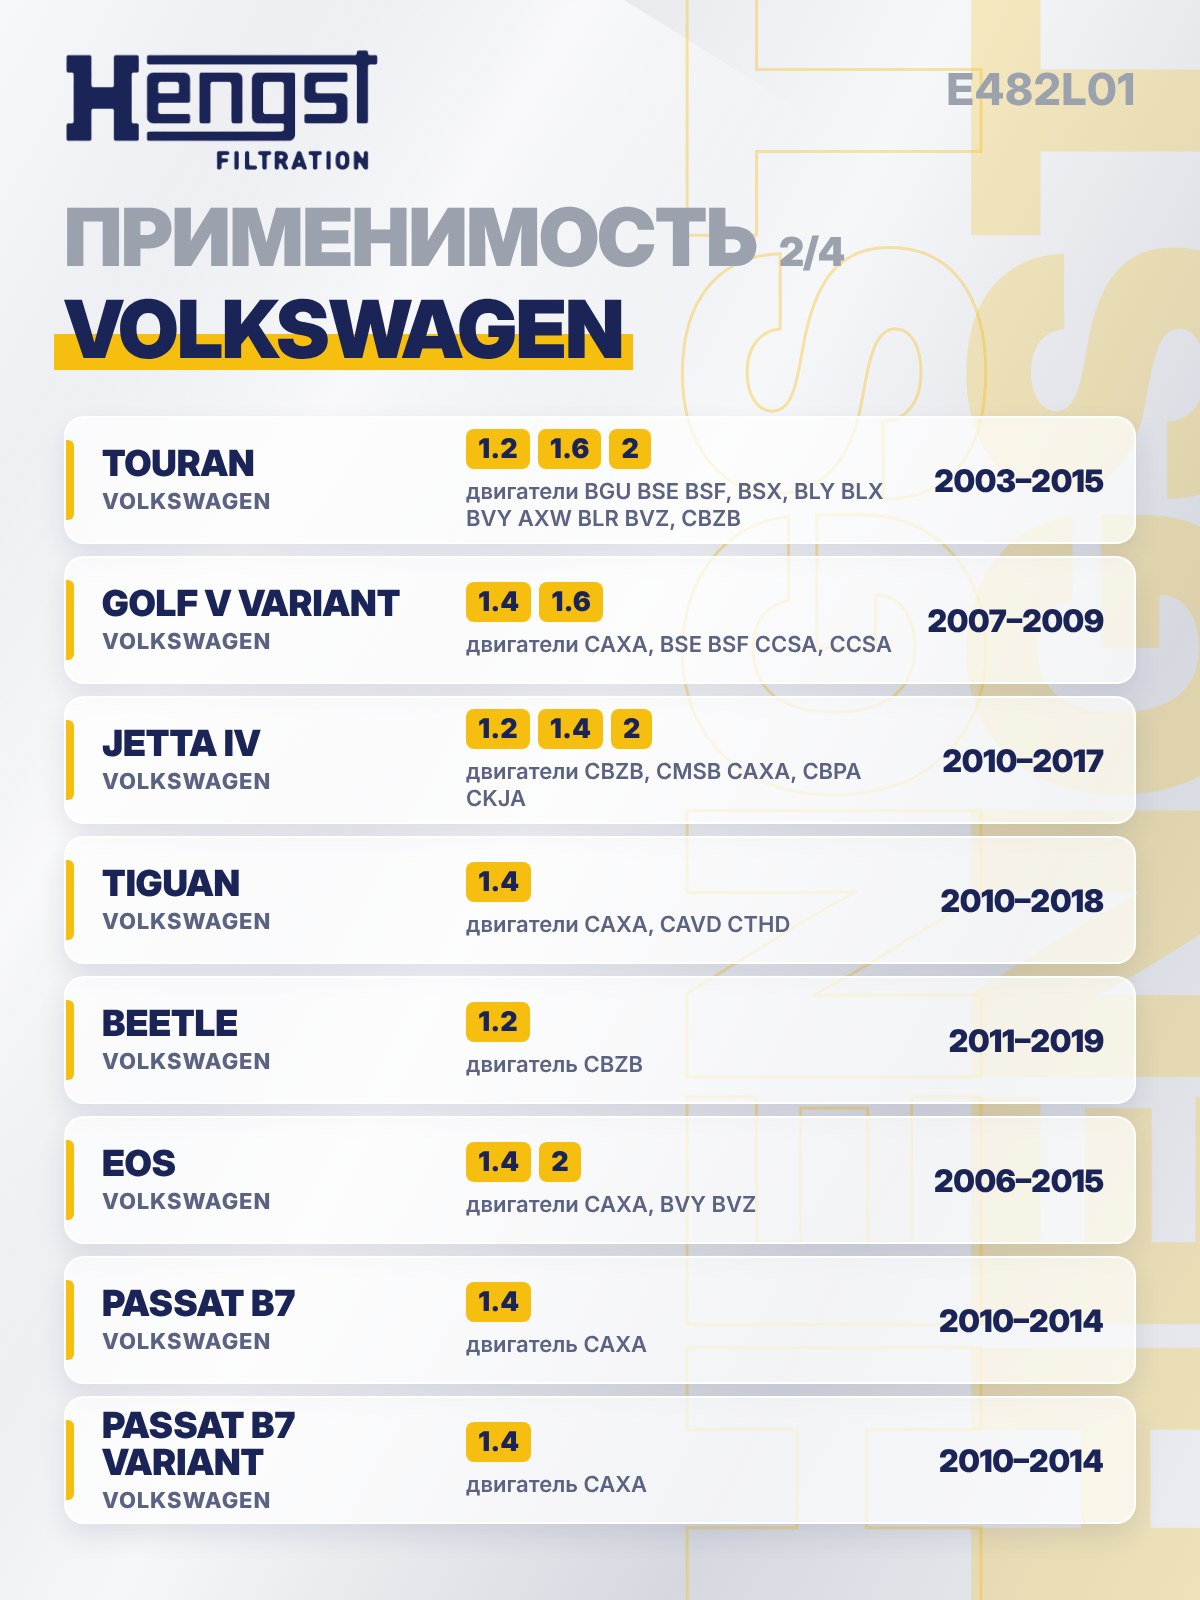 Hengst
FILTRATION
E482L01
ПРИМЕНИМОСТЬ 2/4
VOLKSWAGEN
TOURAN
VOLKSWAGEN
1.2 1.6 2
двигатели BGU BSE BSF, BSX, BLY BLX
BVY AXW BLR BVZ, CBZB
2003–2015
GOLF V VARIANT
VOLKSWAGEN
1.4 1.6
двигатели CAXA, BSE BSF CCSA, CCSA
2007–2009
JETTA IV
VOLKSWAGEN
1.2 1.4 2
двигатели CBZB, CMSB CAXA, CBPA
CKJA
2010–2017
TIGUAN
VOLKSWAGEN
1.4
двигатели CAXA, CAVD CTHD
2010–2018
BEETLE
VOLKSWAGEN
1.2
двигатель CBZB
2011–2019
EOS
VOLKSWAGEN
1.4 2
двигатели CAXA, BVY BVZ
2006–2015
PASSAT B7
VOLKSWAGEN
1.4
двигатель CAXA
2010–2014
PASSAT B7
VARIANT
VOLKSWAGEN
1.4
двигатель CAXA
2010–2014
HENGST
HENGST